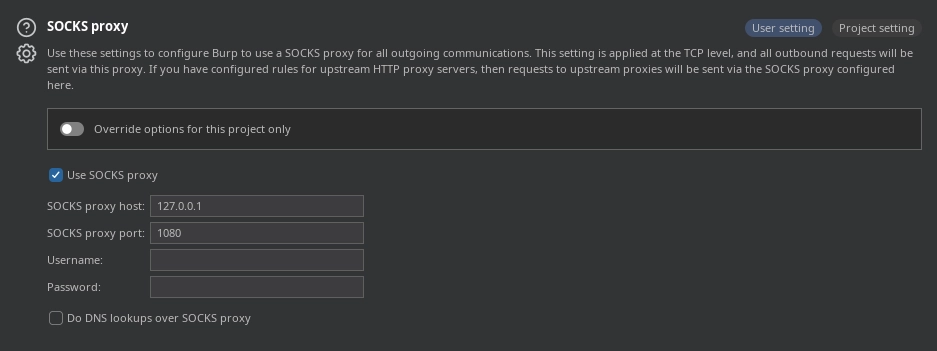 SOCKS proxy
User setting
Project setting
Use these settings to configure Burp to use a SOCKS proxy for all outgoing communications. This setting is applied at the TCP level, and all outbound requests will be
sent via this proxy. If you have configured rules for upstream HTTP proxy servers, then requests to upstream proxies will be sent via the SOCKS proxy configured
here.
Override options for this project only
Use SOCKS proxy
SOCKS proxy host: 127.0.0.1
SOCKS proxy port: 1080
Username:
Password:
Do DNS lookups over SOCKS proxy